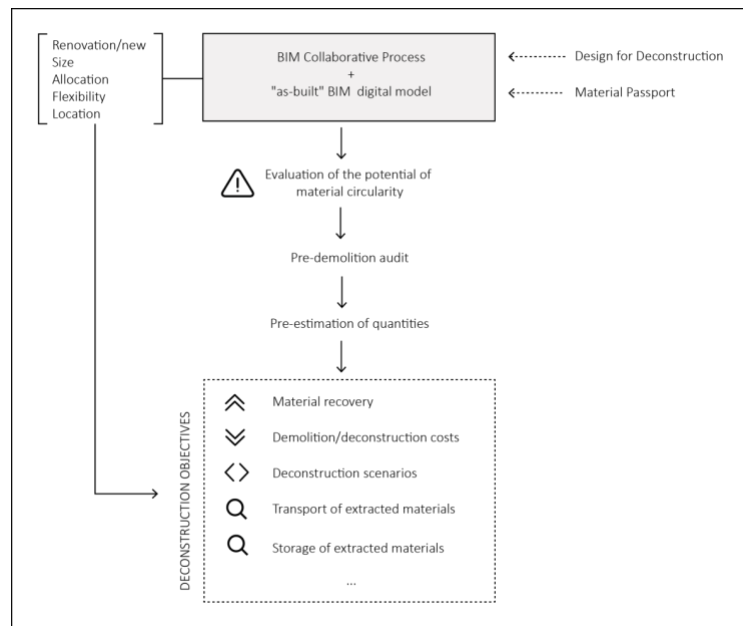 Renovation/new
Size
Allocation
Flexibility
Location
BIM Collaborative Process
+
"as-built" BIM digital model
Design for Deconstruction
Material Passport
Evaluation of the potential of
material circularity
Pre-demolition audit
Pre-estimation of quantities
DECONSTRUCTION OBJECTIVES
Material recovery
Demolition/deconstruction costs
Deconstruction scenarios
Transport of extracted materials
Storage of extracted materials
...